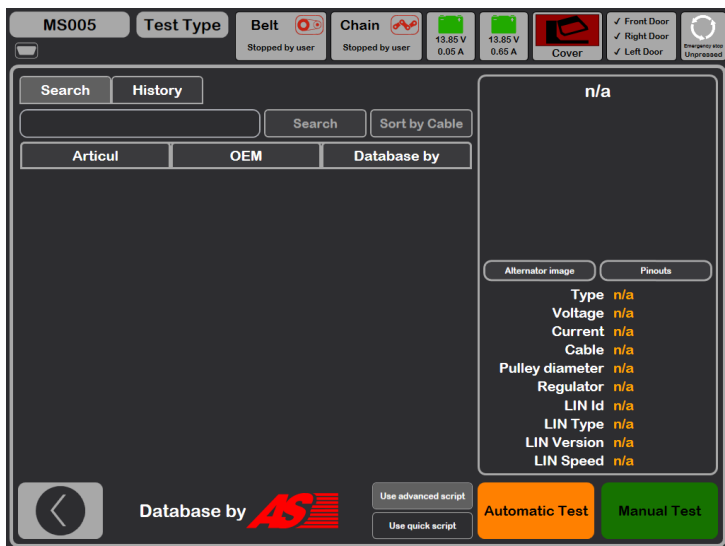 MS005
Test Type
Belt
Stopped by user
Chain
Stopped by user
13.85 V
0.05 A
13.85 V
0.65 A
Cover
✓ Front Door
✓ Right Door
✓ Left Door
Emergency stop
Unpressed
Search
History
Search
Sort by Cable
Articul
OEM
Database by
n/a
Alternator image
Pinouts
Type n/a
Voltage n/a
Current n/a
Cable n/a
Pulley diameter n/a
Regulator n/a
LIN Id n/a
LIN Type n/a
LIN Version n/a
LIN Speed n/a
Database by AS
Use advanced script
Use quick script
Automatic Test
Manual Test